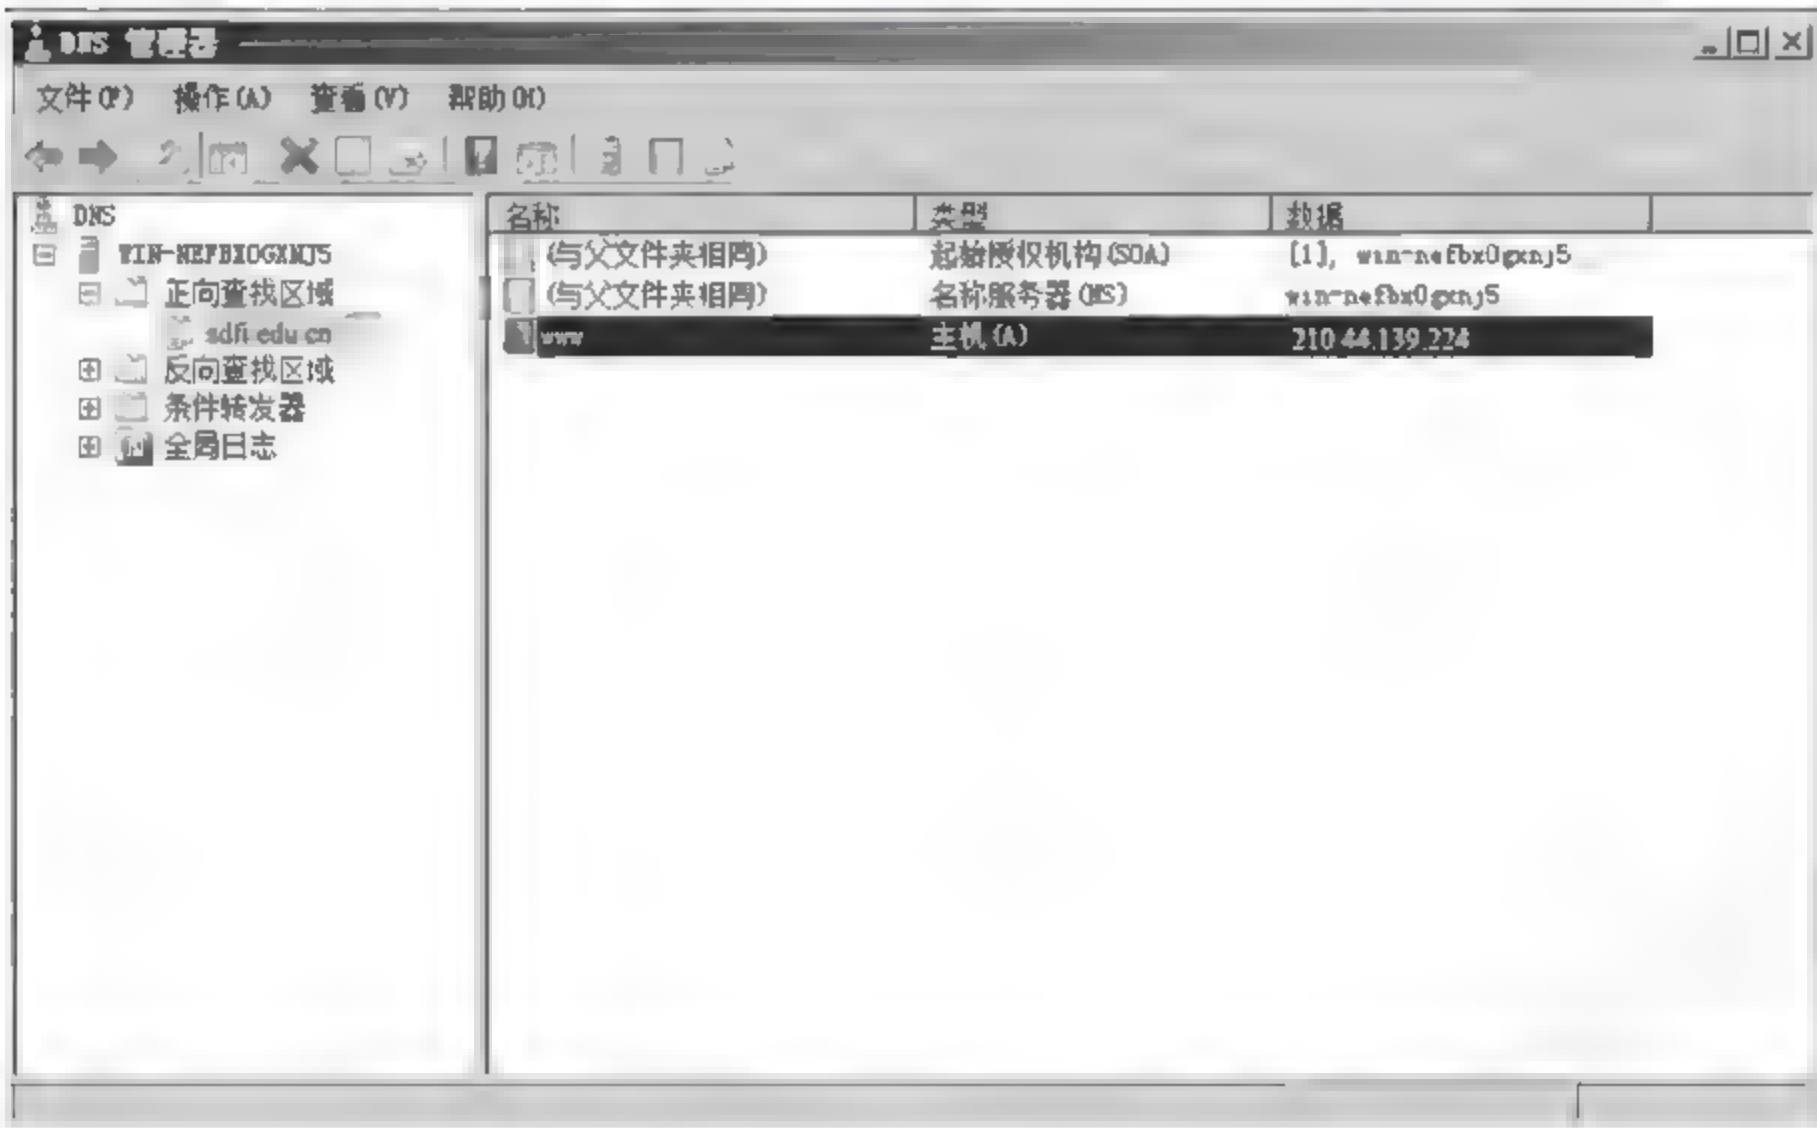 DNS 管理器
文件(F) 操作(A) 查看(V) 帮助(H)
DNS
WIN-NEFBX0GXNJ5
正向查找区域
sdfi.edu.cn
反向查找区域
条件转发器
全局日志
名称 类型 数据
(与父文件夹相同) 起始授权机构(SOA) [1], win-nefbx0gxnj5
(与父文件夹相同) 名称服务器(NS) win-nefbx0gxnj5
www 主机(A) 210.44.139.224